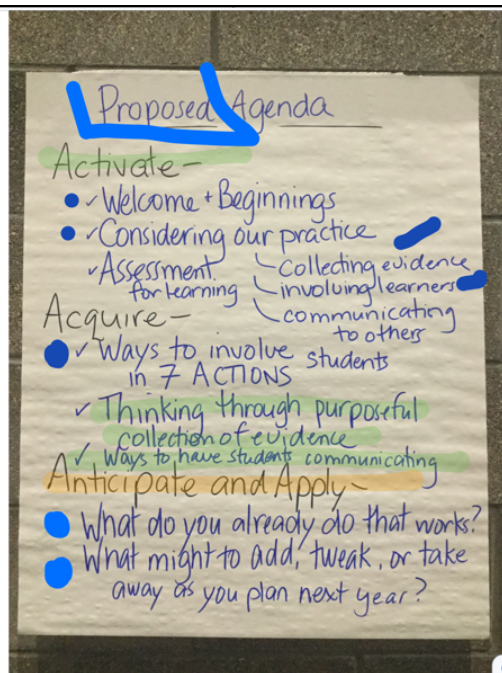 Proposed Agenda
Activate-
✓ Welcome + Beginnings
✓ Considering our practice
✓ Assessment for learning
Collecting evidence
involving learners
communicating to others
Acquire-
✓ Ways to involve students
in 7 ACTIONS
✓ Thinking through purposeful
collection of evidence
✓ Ways to have students communicating
Anticipate and Apply-
What do you already do that works?
What might to add, tweak, or take
away as you plan next year?